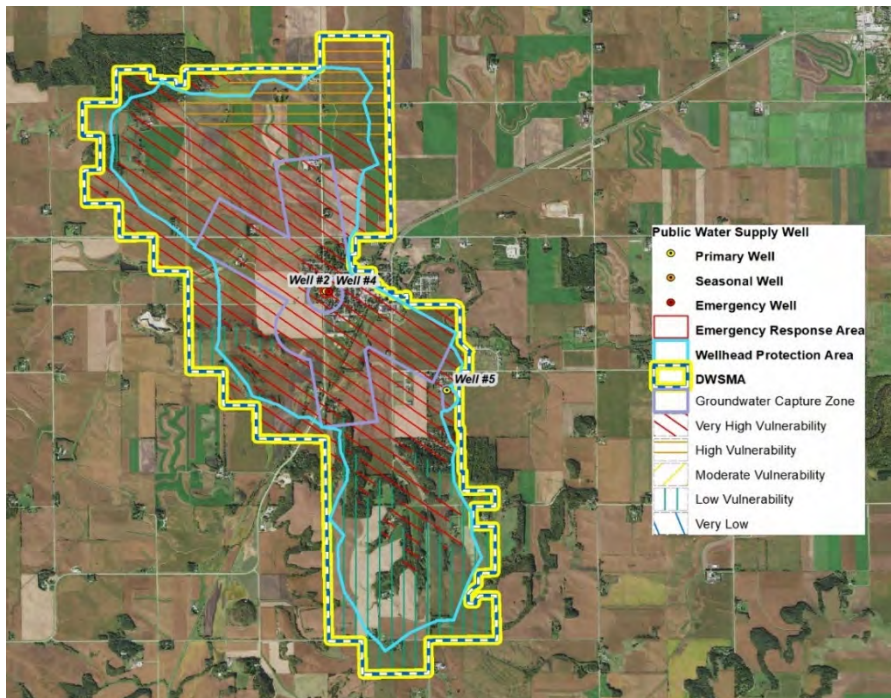 Public Water Supply Well
Primary Well
Seasonal Well
Emergency Well
Emergency Response Area
Wellhead Protection Area
DWSMA
Groundwater Capture Zone
Very High Vulnerability
High Vulnerability
Moderate Vulnerability
Low Vulnerability
Very Low
Well #2 Well #4
Well #5